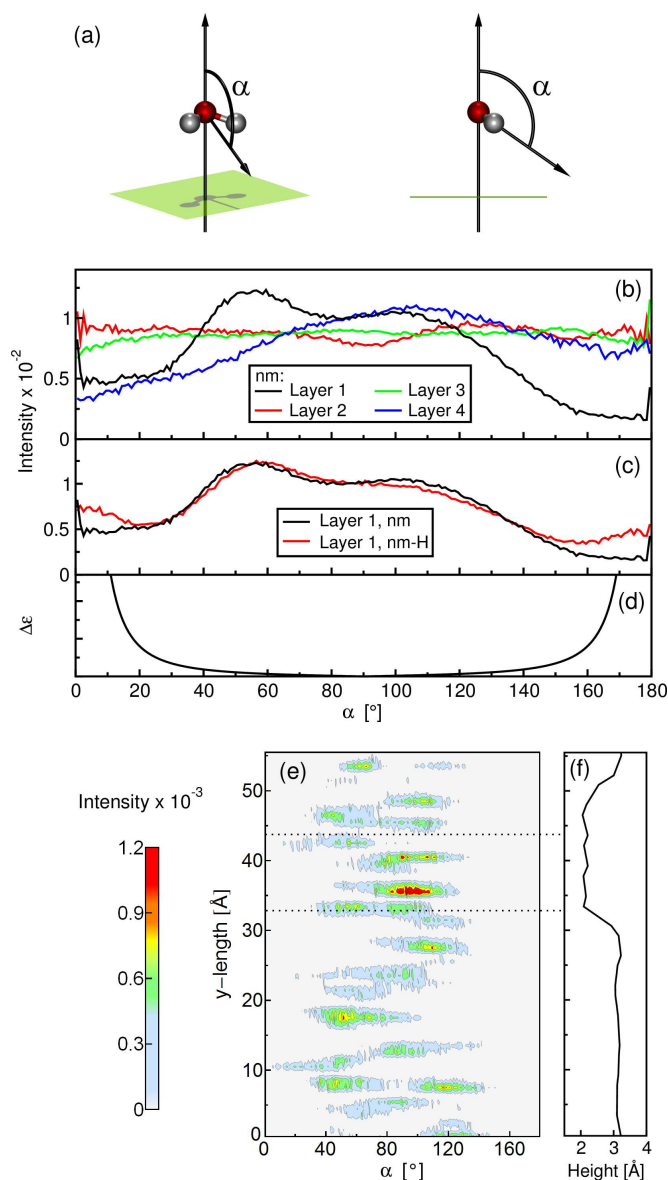 (a)
α
α
(b)
1
0.5
0
Intensity x 10⁻²
nm:
Layer 1
Layer 2
Layer 3
Layer 4
(c)
1
0.5
0
Layer 1, nm
Layer 1, nm-H
(d)
Δε
0 20 40 60 80 100 120 140 160 180
α [°]
Intensity x 10⁻³
1.2
0.9
0.6
0.3
0
(e)
50
40
30
20
10
0
y-length [Å]
0 40 80 120 160
α [°]
(f)
2 3 4
Height [Å]